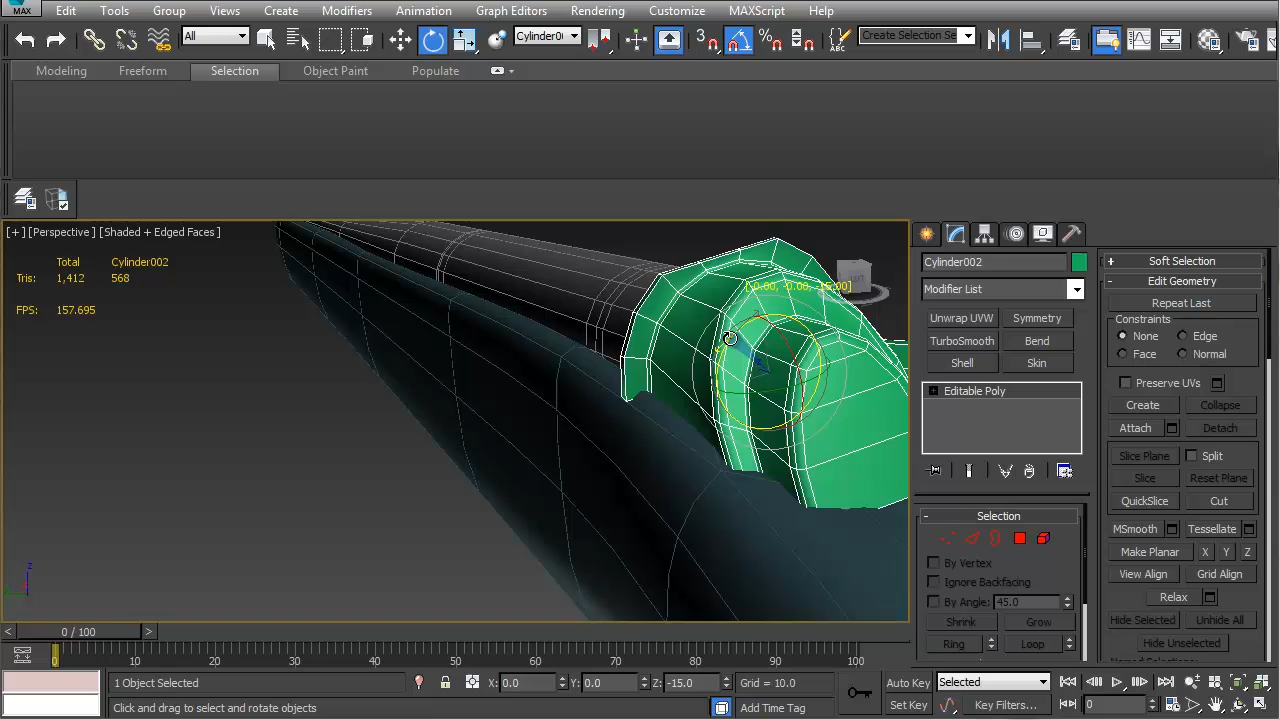 MAX Edit Tools Group Views Create Modifiers Animation Graph Editors Rendering Customize MAXScript Help
All Cylinder0 3 % ABC Create Selection Se
Modeling Freeform Selection Object Paint Populate
[+] [Perspective] [Shaded + Edged Faces]
Total Cylinder002
Tris: 1,412 568
FPS: 157.695
LEFT
z
Cylinder002
Modifier List
Unwrap UVW Symmetry
TurboSmooth Bend
Shell Skin
Editable Poly
Selection
By Vertex
Ignore Backfacing
By Angle: 45.0
Shrink Grow
Ring Loop
Soft Selection
Edit Geometry
Repeat Last
Constraints
None Edge
Face Normal
Preserve UVs
Create Collapse
Attach Detach
Slice Plane Split
Slice Reset Plane
QuickSlice Cut
MSmooth Tessellate
Make Planar X Y Z
View Align Grid Align
Relax
Hide Selected Unhide All
Hide Unselected
0 / 100
0 10 20 30 40 50 60 70 80 90 100
1 Object Selected X: 0.0 Y: 0.0 Z: -15.0 Grid = 10.0 Auto Key Selected
Click and drag to select and rotate objects Add Time Tag Set Key Key Filters... 0